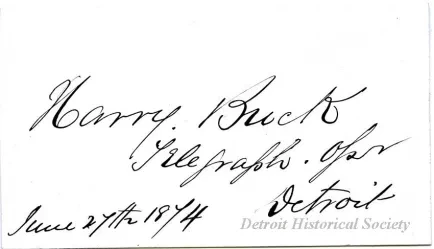 Harry. Buck
Telegraph. Opr
Detroit
June 27th 1874
Detroit Historical Society